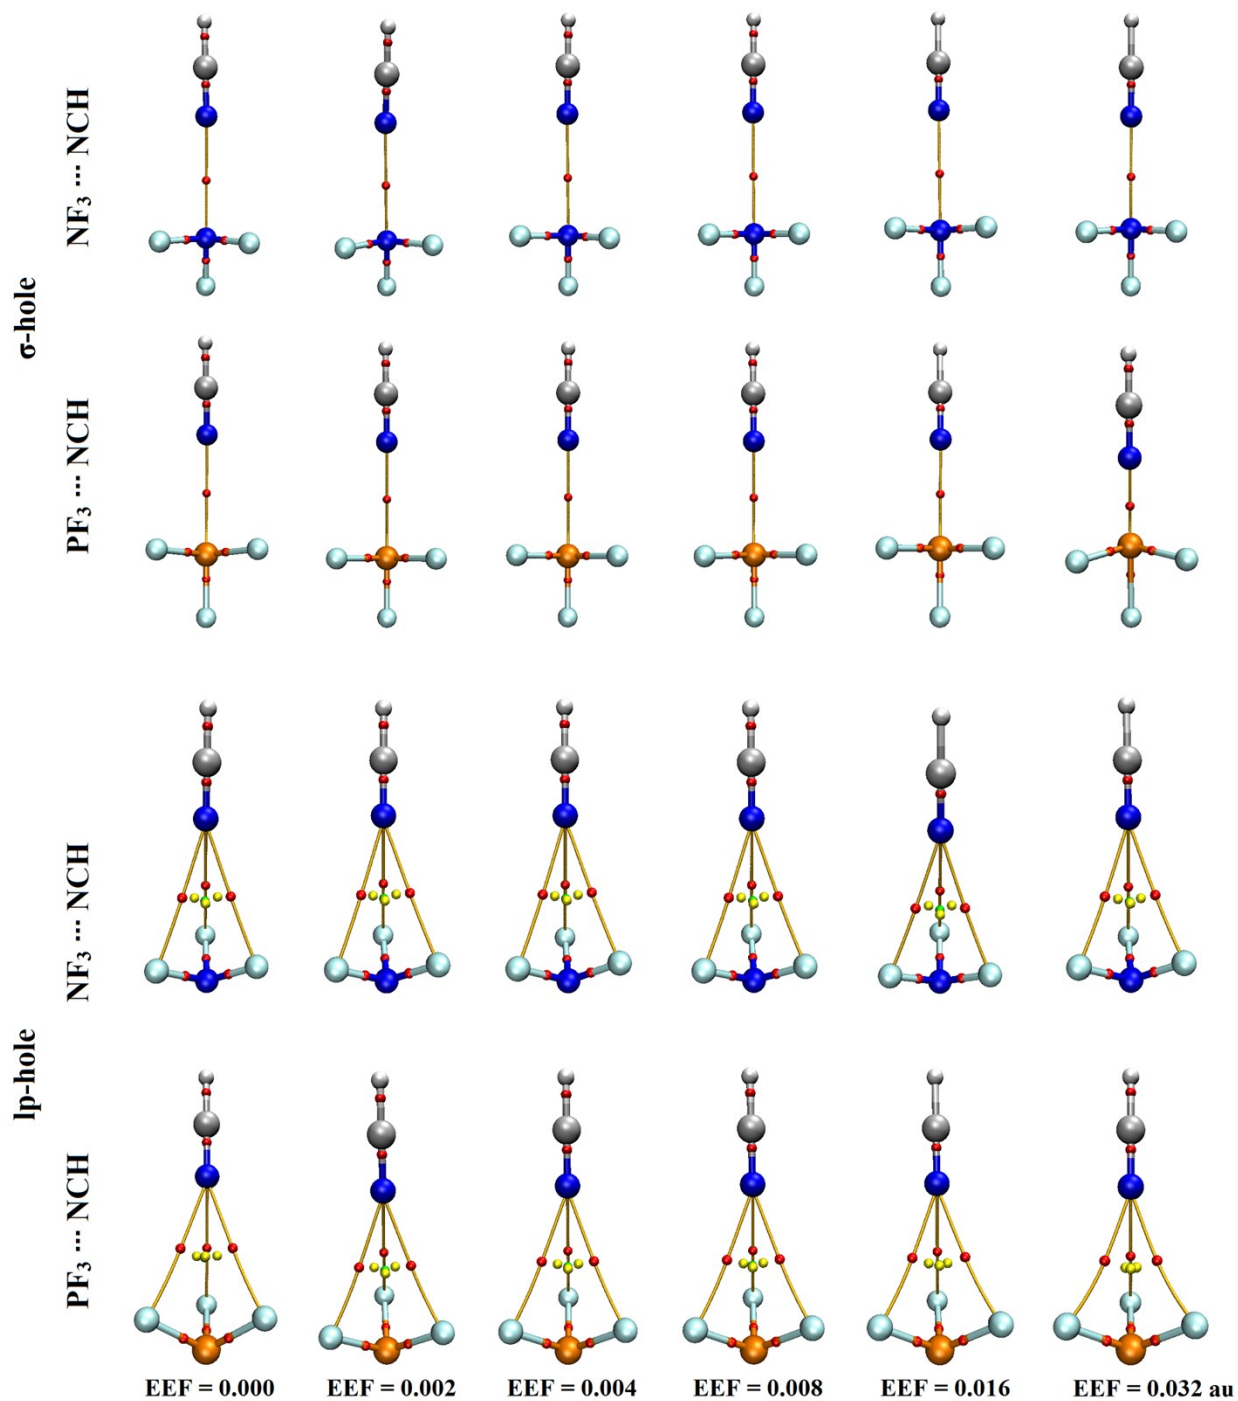 σ-hole
NF₃ ··· NCH
PF₃ ··· NCH
lp-hole
NF₃ ··· NCH
PF₃ ··· NCH
EEF = 0.000 EEF = 0.002 EEF = 0.004 EEF = 0.008 EEF = 0.016 EEF = 0.032 au